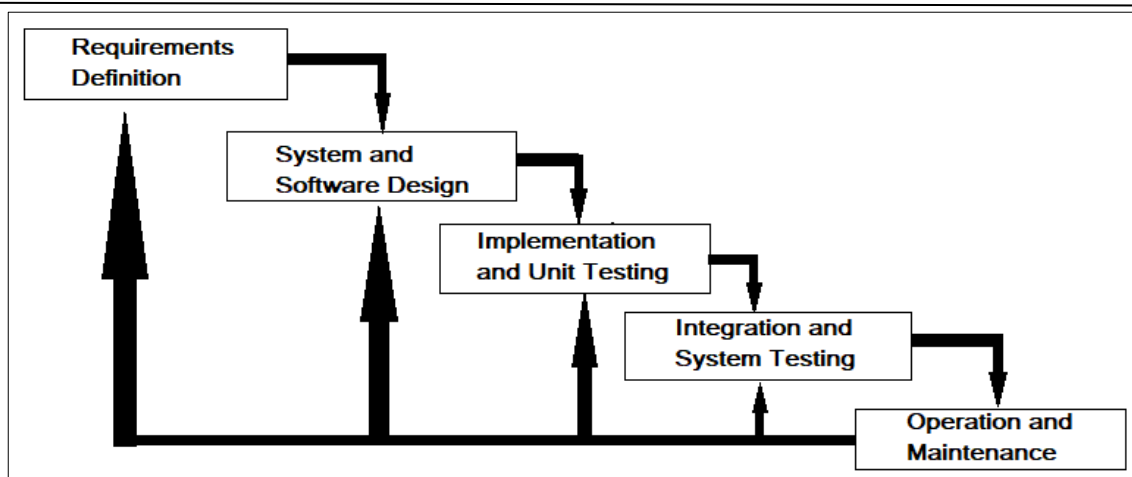 Requirements
Definition
System and
Software Design
Implementation
and Unit Testing
Integration and
System Testing
Operation and
Maintenance